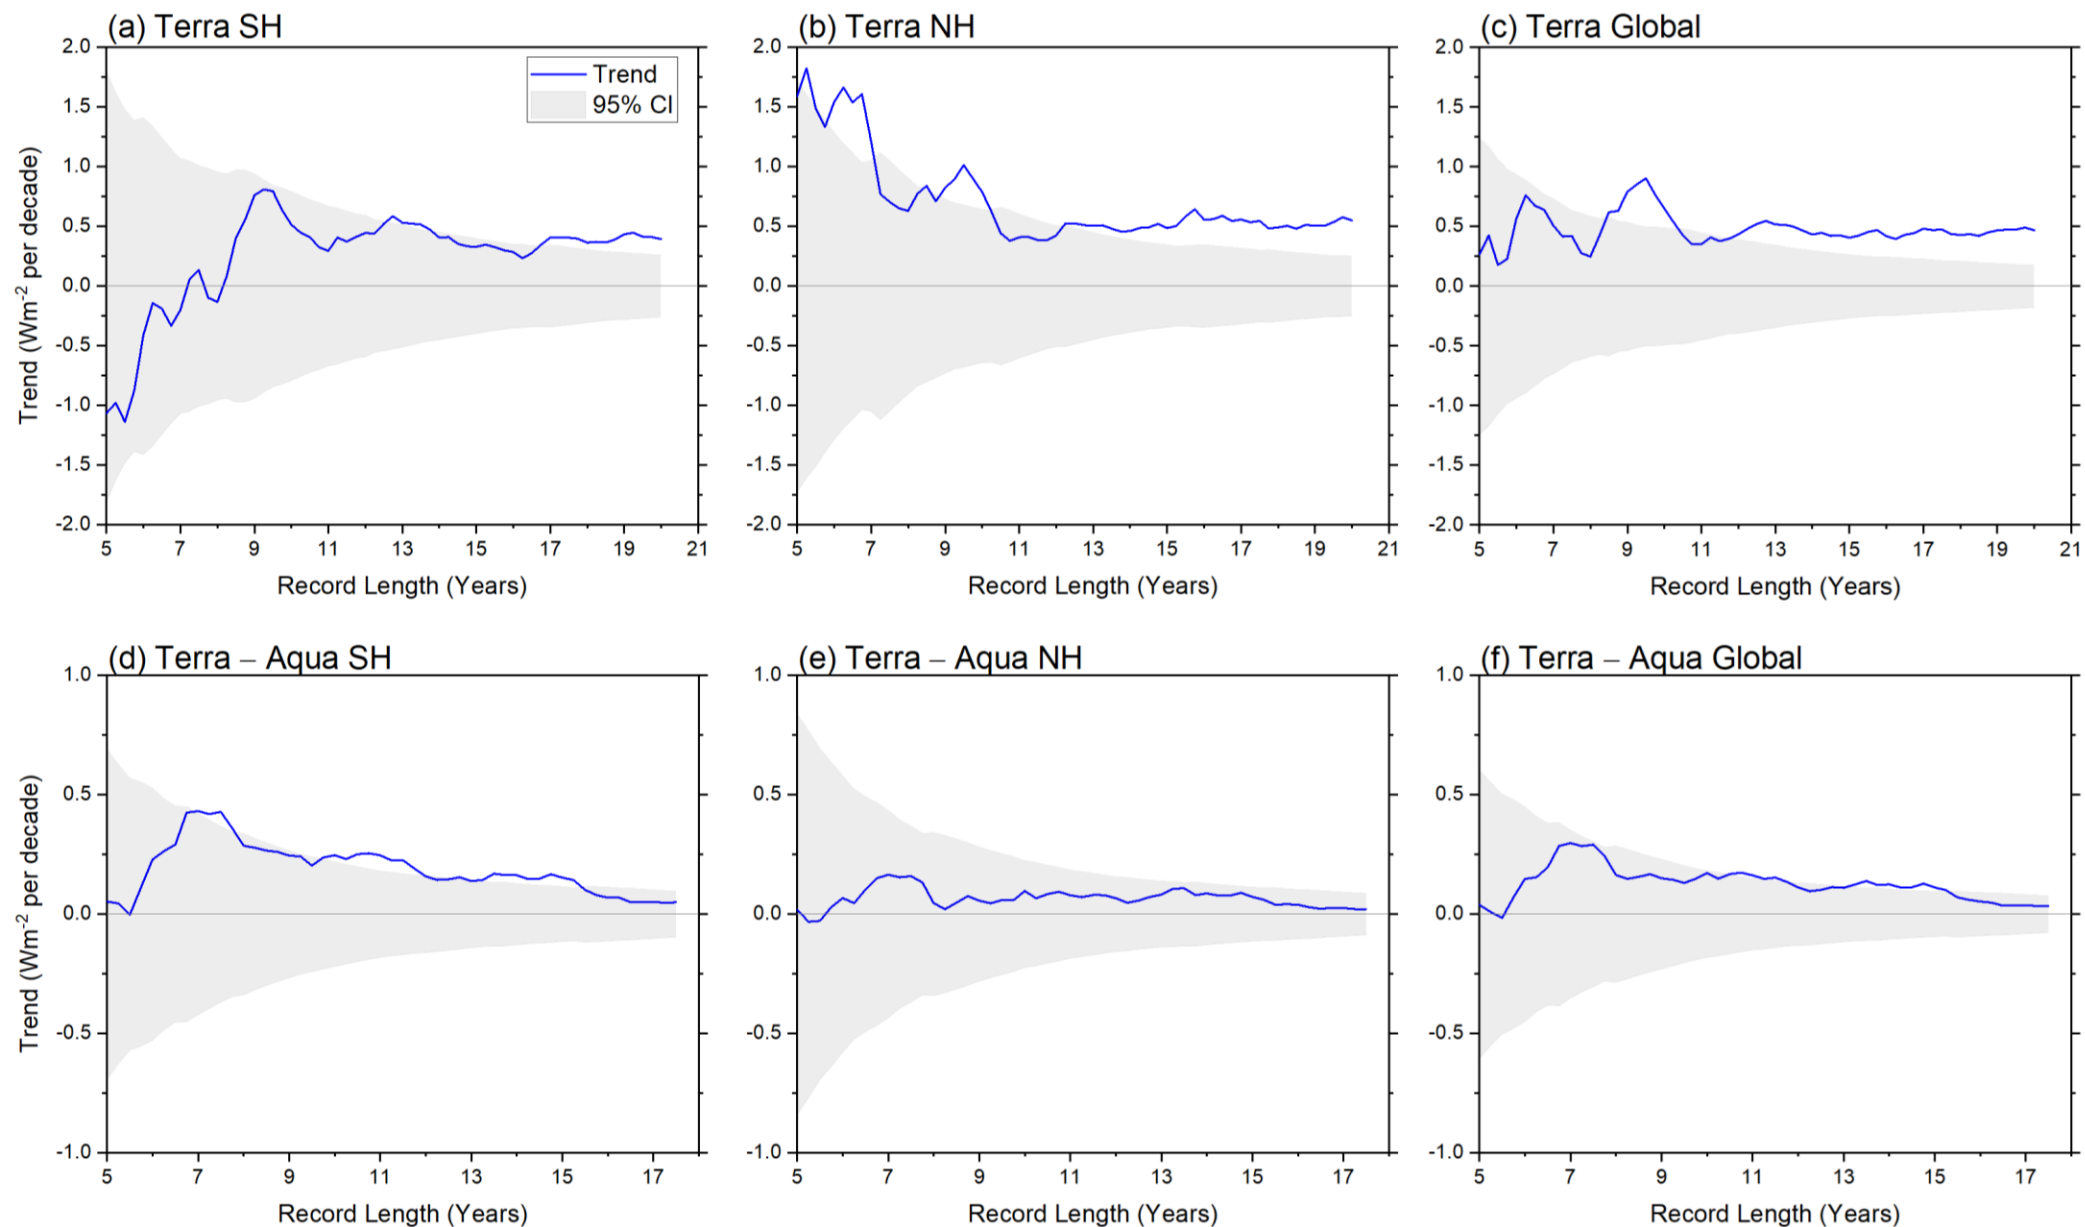 (a) Terra SH
(b) Terra NH
(c) Terra Global
Trend
95% CI
2.0
1.5
1.0
0.5
0.0
-0.5
-1.0
-1.5
-2.0
Trend (Wm⁻² per decade)
5 7 9 11 13 15 17 19 21
Record Length (Years)
2.0
1.5
1.0
0.5
0.0
-0.5
-1.0
-1.5
-2.0
5 7 9 11 13 15 17 19 21
Record Length (Years)
2.0
1.5
1.0
0.5
0.0
-0.5
-1.0
-1.5
-2.0
5 7 9 11 13 15 17 19 21
Record Length (Years)
(d) Terra – Aqua SH
(e) Terra – Aqua NH
(f) Terra – Aqua Global
1.0
0.5
0.0
-0.5
-1.0
Trend (Wm⁻² per decade)
5 7 9 11 13 15 17
Record Length (Years)
1.0
0.5
0.0
-0.5
-1.0
5 7 9 11 13 15 17
Record Length (Years)
1.0
0.5
0.0
-0.5
-1.0
5 7 9 11 13 15 17
Record Length (Years)